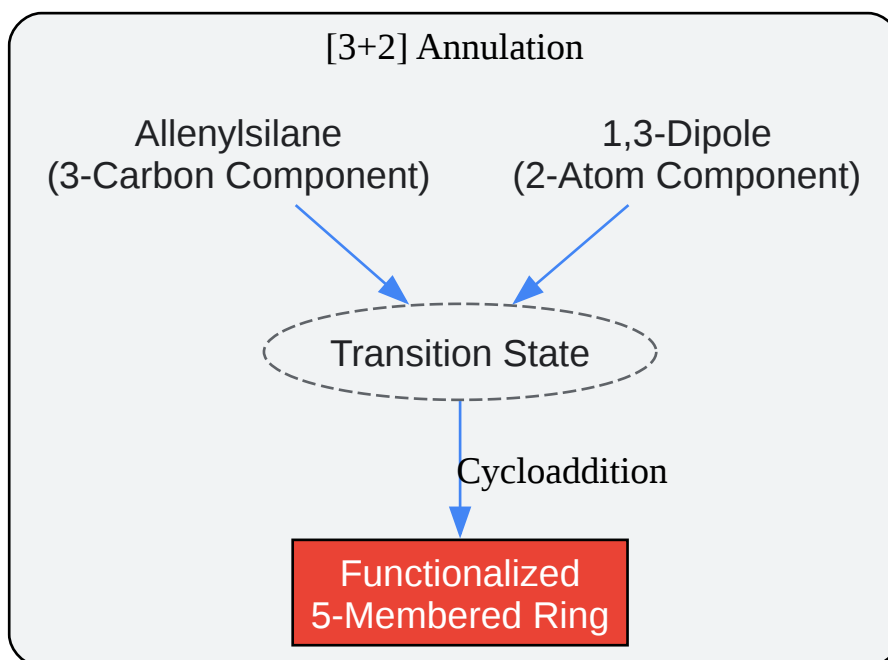 [3+2] Annulation
Allenylsilane
(3-Carbon Component)
1,3-Dipole
(2-Atom Component)
Transition State
Cycloaddition
Functionalized
5-Membered Ring